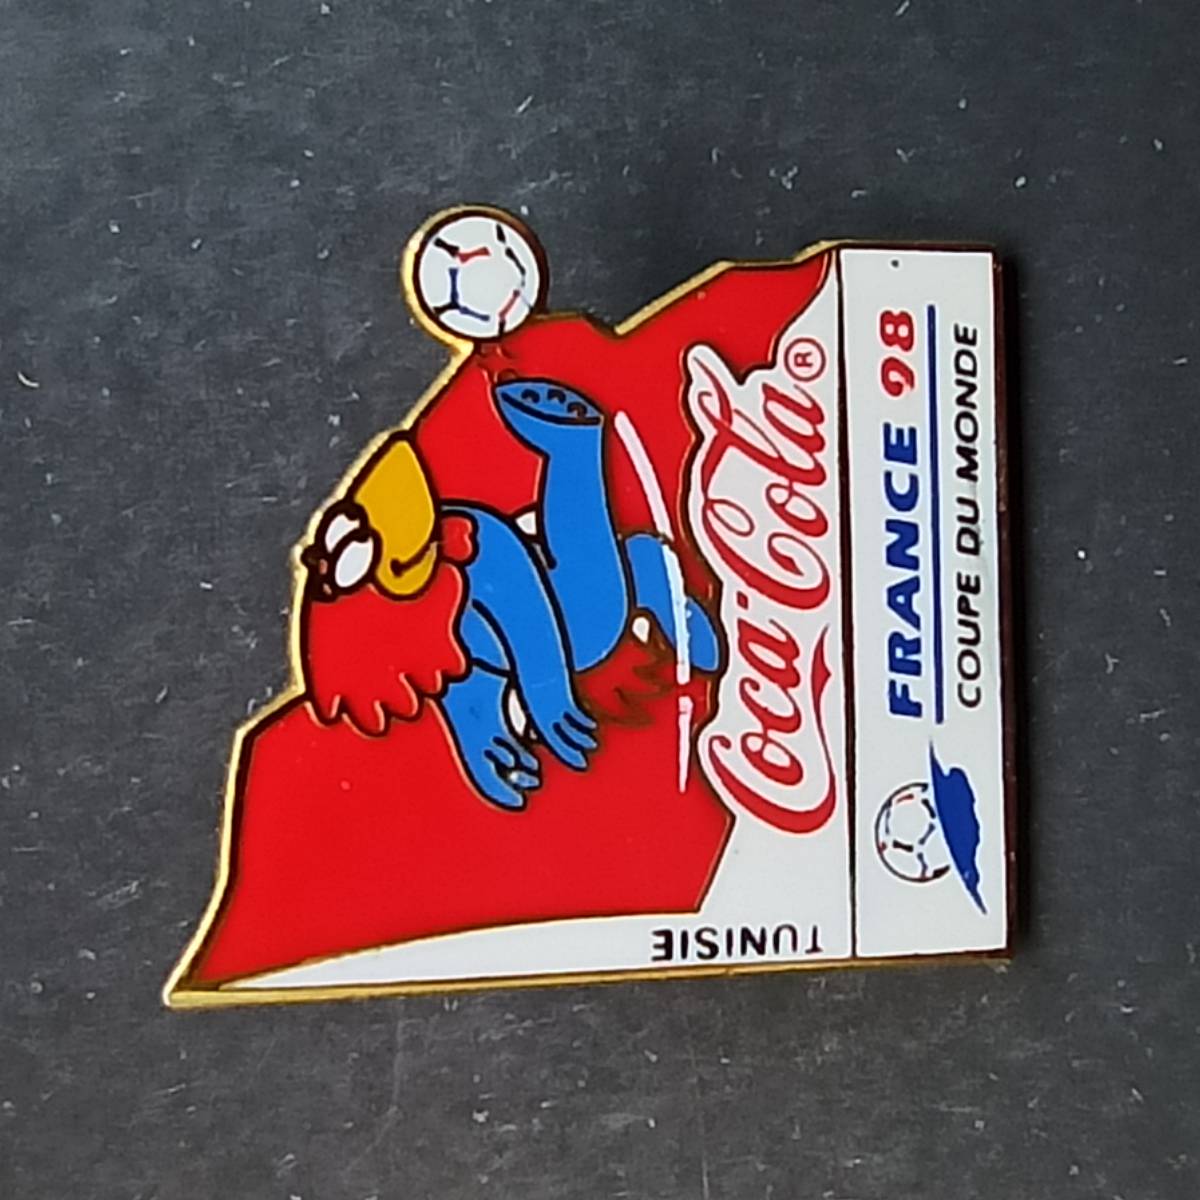 TUNISIE
Coca-Cola®
FRANCE 98
COUPE DU MONDE